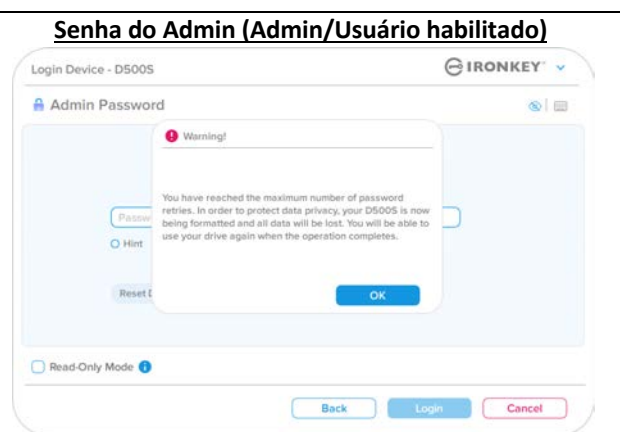 Senha do Admin (Admin/Usuário habilitado)
Login Device - D500S
IRONKEY
Admin Password
Warning!
You have reached the maximum number of password
retries. In order to protect data privacy, your D500S is now
being formatted and all data will be lost. You will be able to
use your drive again when the operation completes.
Hint
Reset
OK
Read-Only Mode
Back Login Cancel